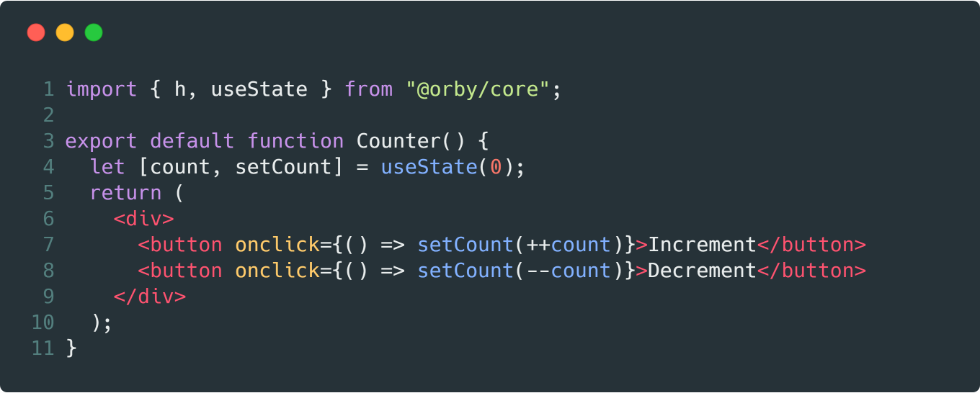 1 import { h, useState } from "@orby/core";
2
3 export default function Counter() {
4   let [count, setCount] = useState(0);
5   return (
6     <div>
7       <button onclick={() => setCount(++count)}>Increment</button>
8       <button onclick={() => setCount(--count)}>Decrement</button>
9     </div>
10   );
11 }